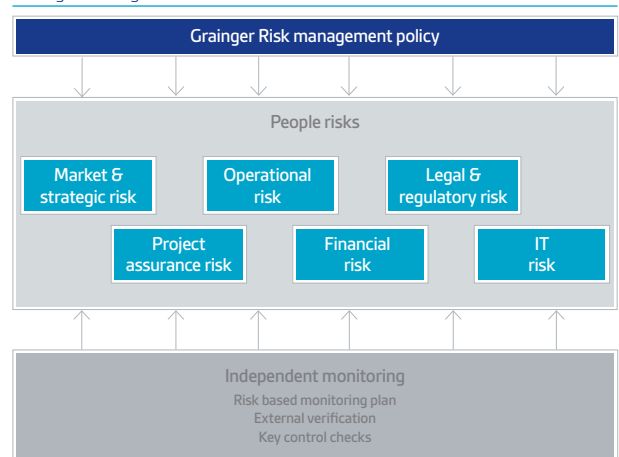 Grainger Risk management policy
People risks
Market &
strategic risk
Operational
risk
Legal &
regulatory risk
Project
assurance risk
Financial
risk
IT
risk
Independent monitoring
Risk based monitoring plan
External verification
Key control checks